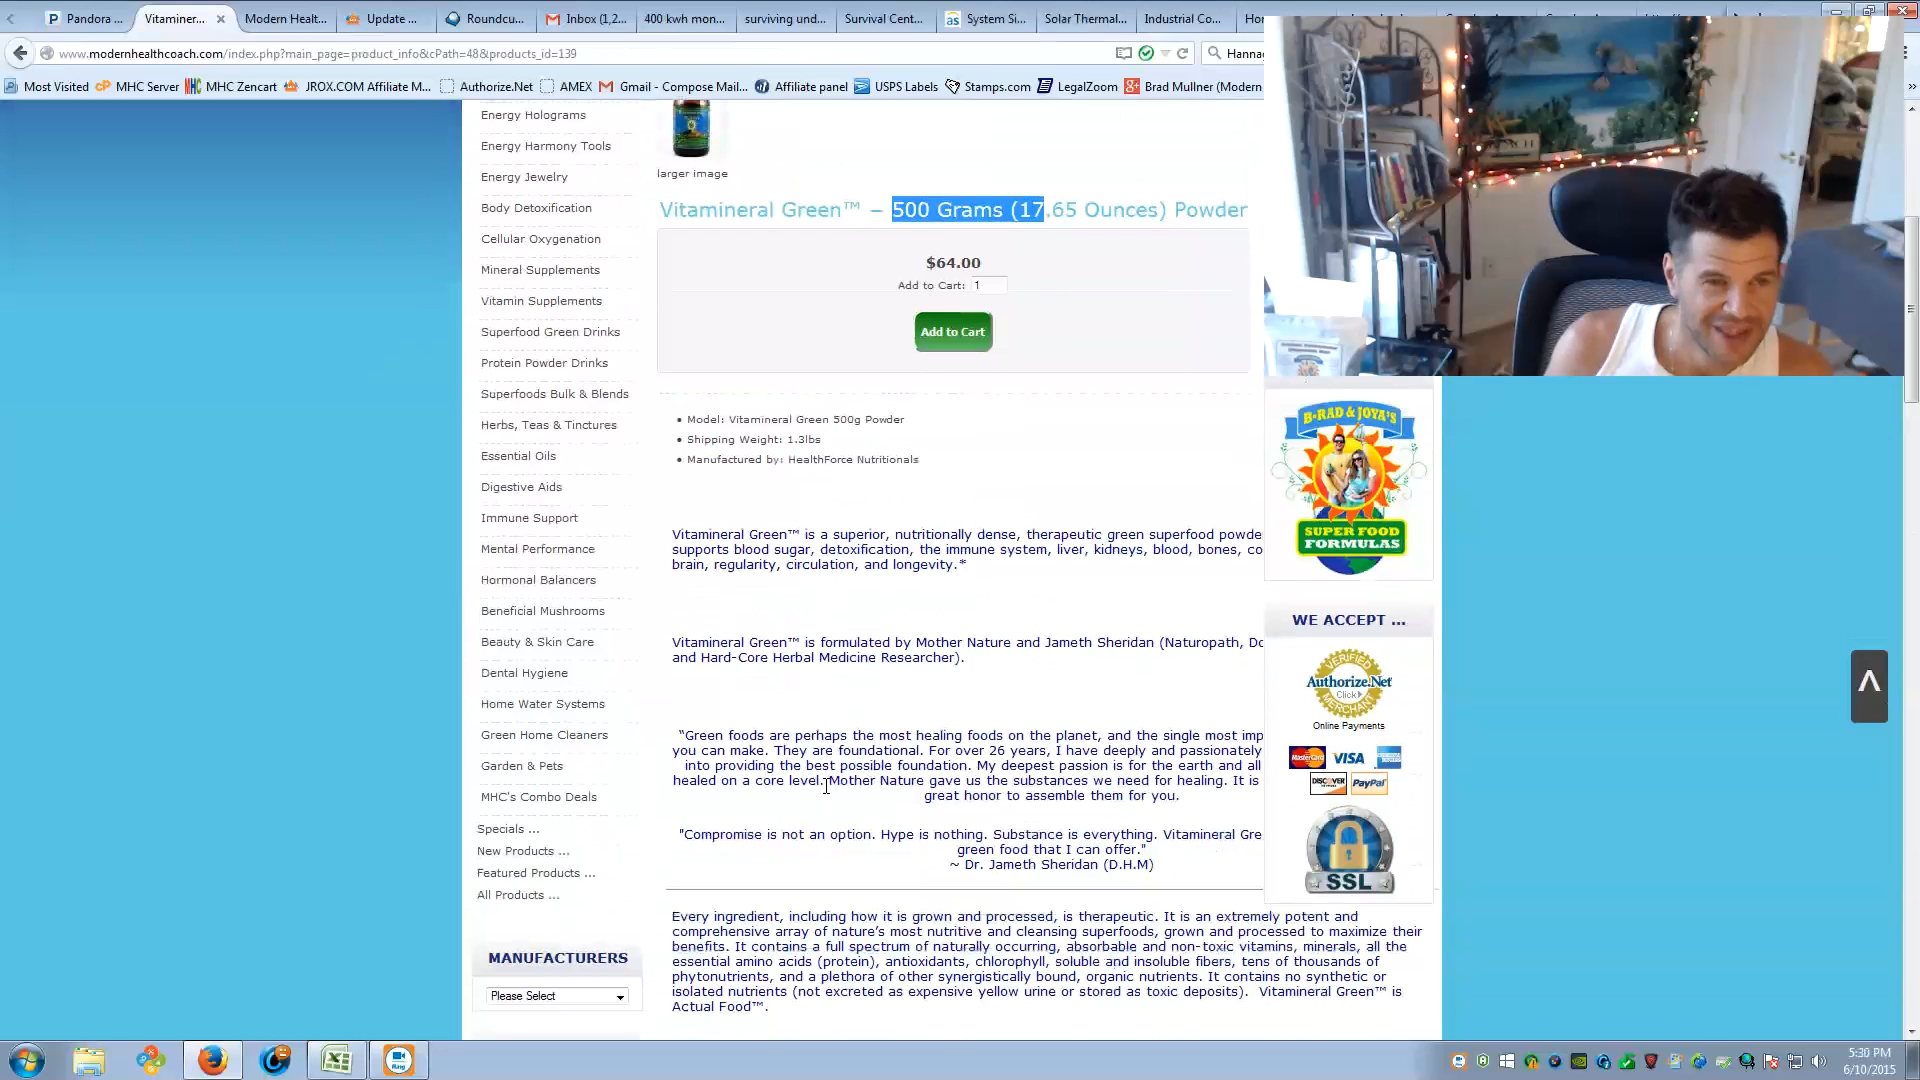 Pandora ...
Vitaminer...
Modern Healt...
Update ...
Roundcu...
Inbox (1,2...
400 kwh mon...
surviving und...
Survival Cent...
System Si...
Solar Thermal...
Industrial Co...
www.modernhealthcoach.com/index.php?main_page=product_info&cPath=48&products_id=139
Most Visited
MHC Server
MHC Zencart
JROX.COM Affiliate M...
Authorize.Net
AMEX
Gmail - Compose Mail...
Affiliate panel
USPS Labels
Stamps.com
LegalZoom
Brad Mullner (Modern
Energy Holograms
Energy Harmony Tools
Energy Jewelry
Body Detoxification
Cellular Oxygenation
Mineral Supplements
Vitamin Supplements
Superfood Green Drinks
Protein Powder Drinks
Superfoods Bulk & Blends
Herbs, Teas & Tinctures
Essential Oils
Digestive Aids
Immune Support
Mental Performance
Hormonal Balancers
Beneficial Mushrooms
Beauty & Skin Care
Dental Hygiene
Home Water Systems
Green Home Cleaners
Garden & Pets
MHC's Combo Deals
Specials ...
New Products ...
Featured Products ...
All Products ...
MANUFACTURERS
Please Select
larger image
Vitamineral Green™ – 500 Grams (17.65 Ounces) Powder
$64.00
Add to Cart: 1
Add to Cart
• Model: Vitamineral Green 500g Powder
• Shipping Weight: 1.3lbs
• Manufactured by: HealthForce Nutritionals
Vitamineral Green™ is a superior, nutritionally dense, therapeutic green superfood powde
supports blood sugar, detoxification, the immune system, liver, kidneys, blood, bones, co
brain, regularity, circulation, and longevity.*
Vitamineral Green™ is formulated by Mother Nature and Jameth Sheridan (Naturopath, Do
and Hard-Core Herbal Medicine Researcher).
“Green foods are perhaps the most healing foods on the planet, and the single most imp
you can make. They are foundational. For over 26 years, I have deeply and passionately
into providing the best possible foundation. My deepest passion is for the earth and all
healed on a core level. Mother Nature gave us the substances we need for healing. It is
great honor to assemble them for you.
"Compromise is not an option. Hype is nothing. Substance is everything. Vitamineral Gre
green food that I can offer."
~ Dr. Jameth Sheridan (D.H.M)
Every ingredient, including how it is grown and processed, is therapeutic. It is an extremely potent and
comprehensive array of nature’s most nutritive and cleansing superfoods, grown and processed to maximize their
benefits. It contains a full spectrum of naturally occurring, absorbable and non-toxic vitamins, minerals, all the
essential amino acids (protein), antioxidants, chlorophyll, soluble and insoluble fibers, tens of thousands of
phytonutrients, and a plethora of other synergistically bound, organic nutrients. It contains no synthetic or
isolated nutrients (not excreted as expensive yellow urine or stored as toxic deposits). Vitamineral Green™ is
Actual Food™.
B-RAD & JOYA'S
SUPER FOOD
FORMULAS
WE ACCEPT ...
VERIFIED
Authorize.Net
Click
MERCHANT
Online Payments
MasterCard
VISA
DISCOVER
PayPal
SSL
5:30 PM
6/10/2015